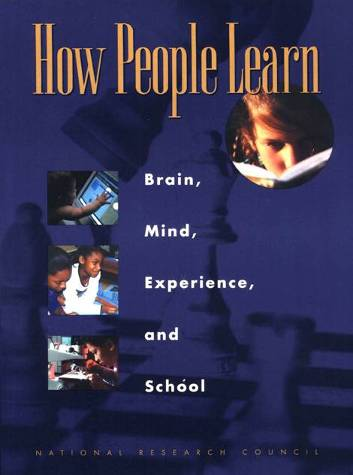 How People Learn
Brain,
Mind,
Experience,
and
School
NATIONAL RESEARCH COUNCIL